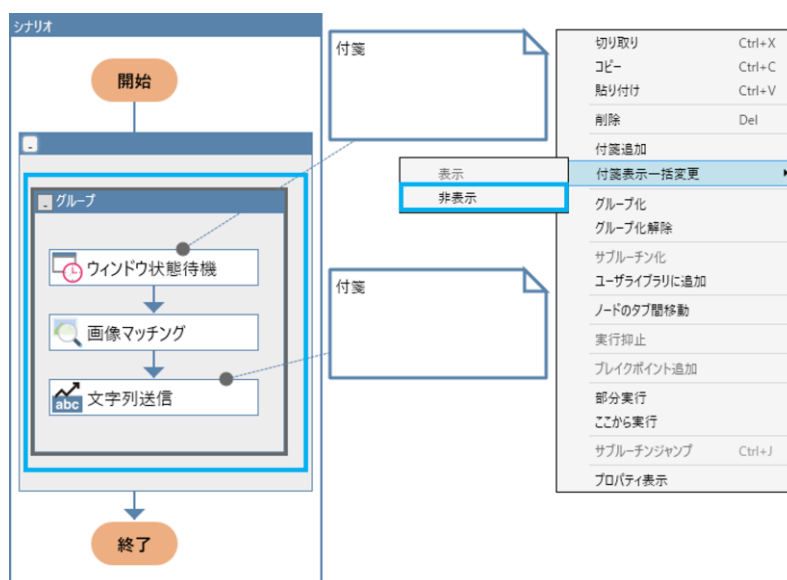 シナリオ
開始
グループ
ウィンドウ状態待機
画像マッチング
abc 文字列送信
終了
付箋
付箋
表示
非表示
切り取り Ctrl+X
コピー Ctrl+C
貼り付け Ctrl+V
削除 Del
付箋追加
付箋表示一括変更
グループ化
グループ化解除
サブルーチン化
ユーザライブラリに追加
ノードのタブ間移動
実行抑止
ブレイクポイント追加
部分実行
ここから実行
サブルーチンジャンプ Ctrl+J
プロパティ表示